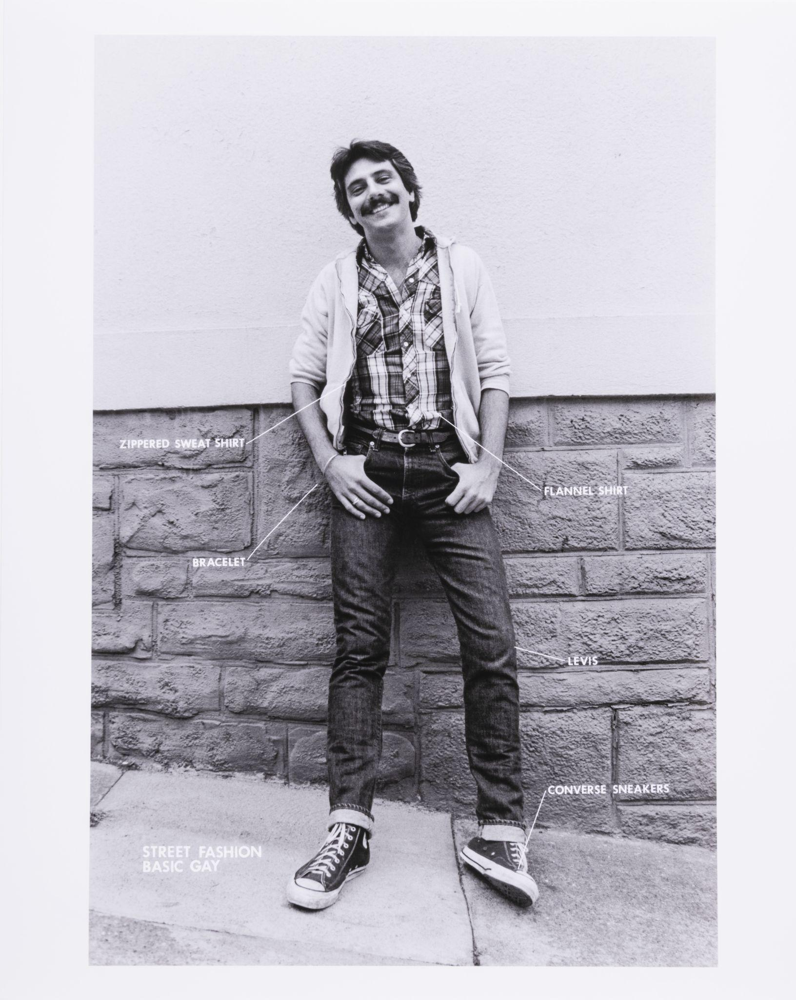 ZIPPERED SWEAT SHIRT
FLANNEL SHIRT
BRACELET
LEVIS
CONVERSE SNEAKERS
STREET FASHION
BASIC GAY